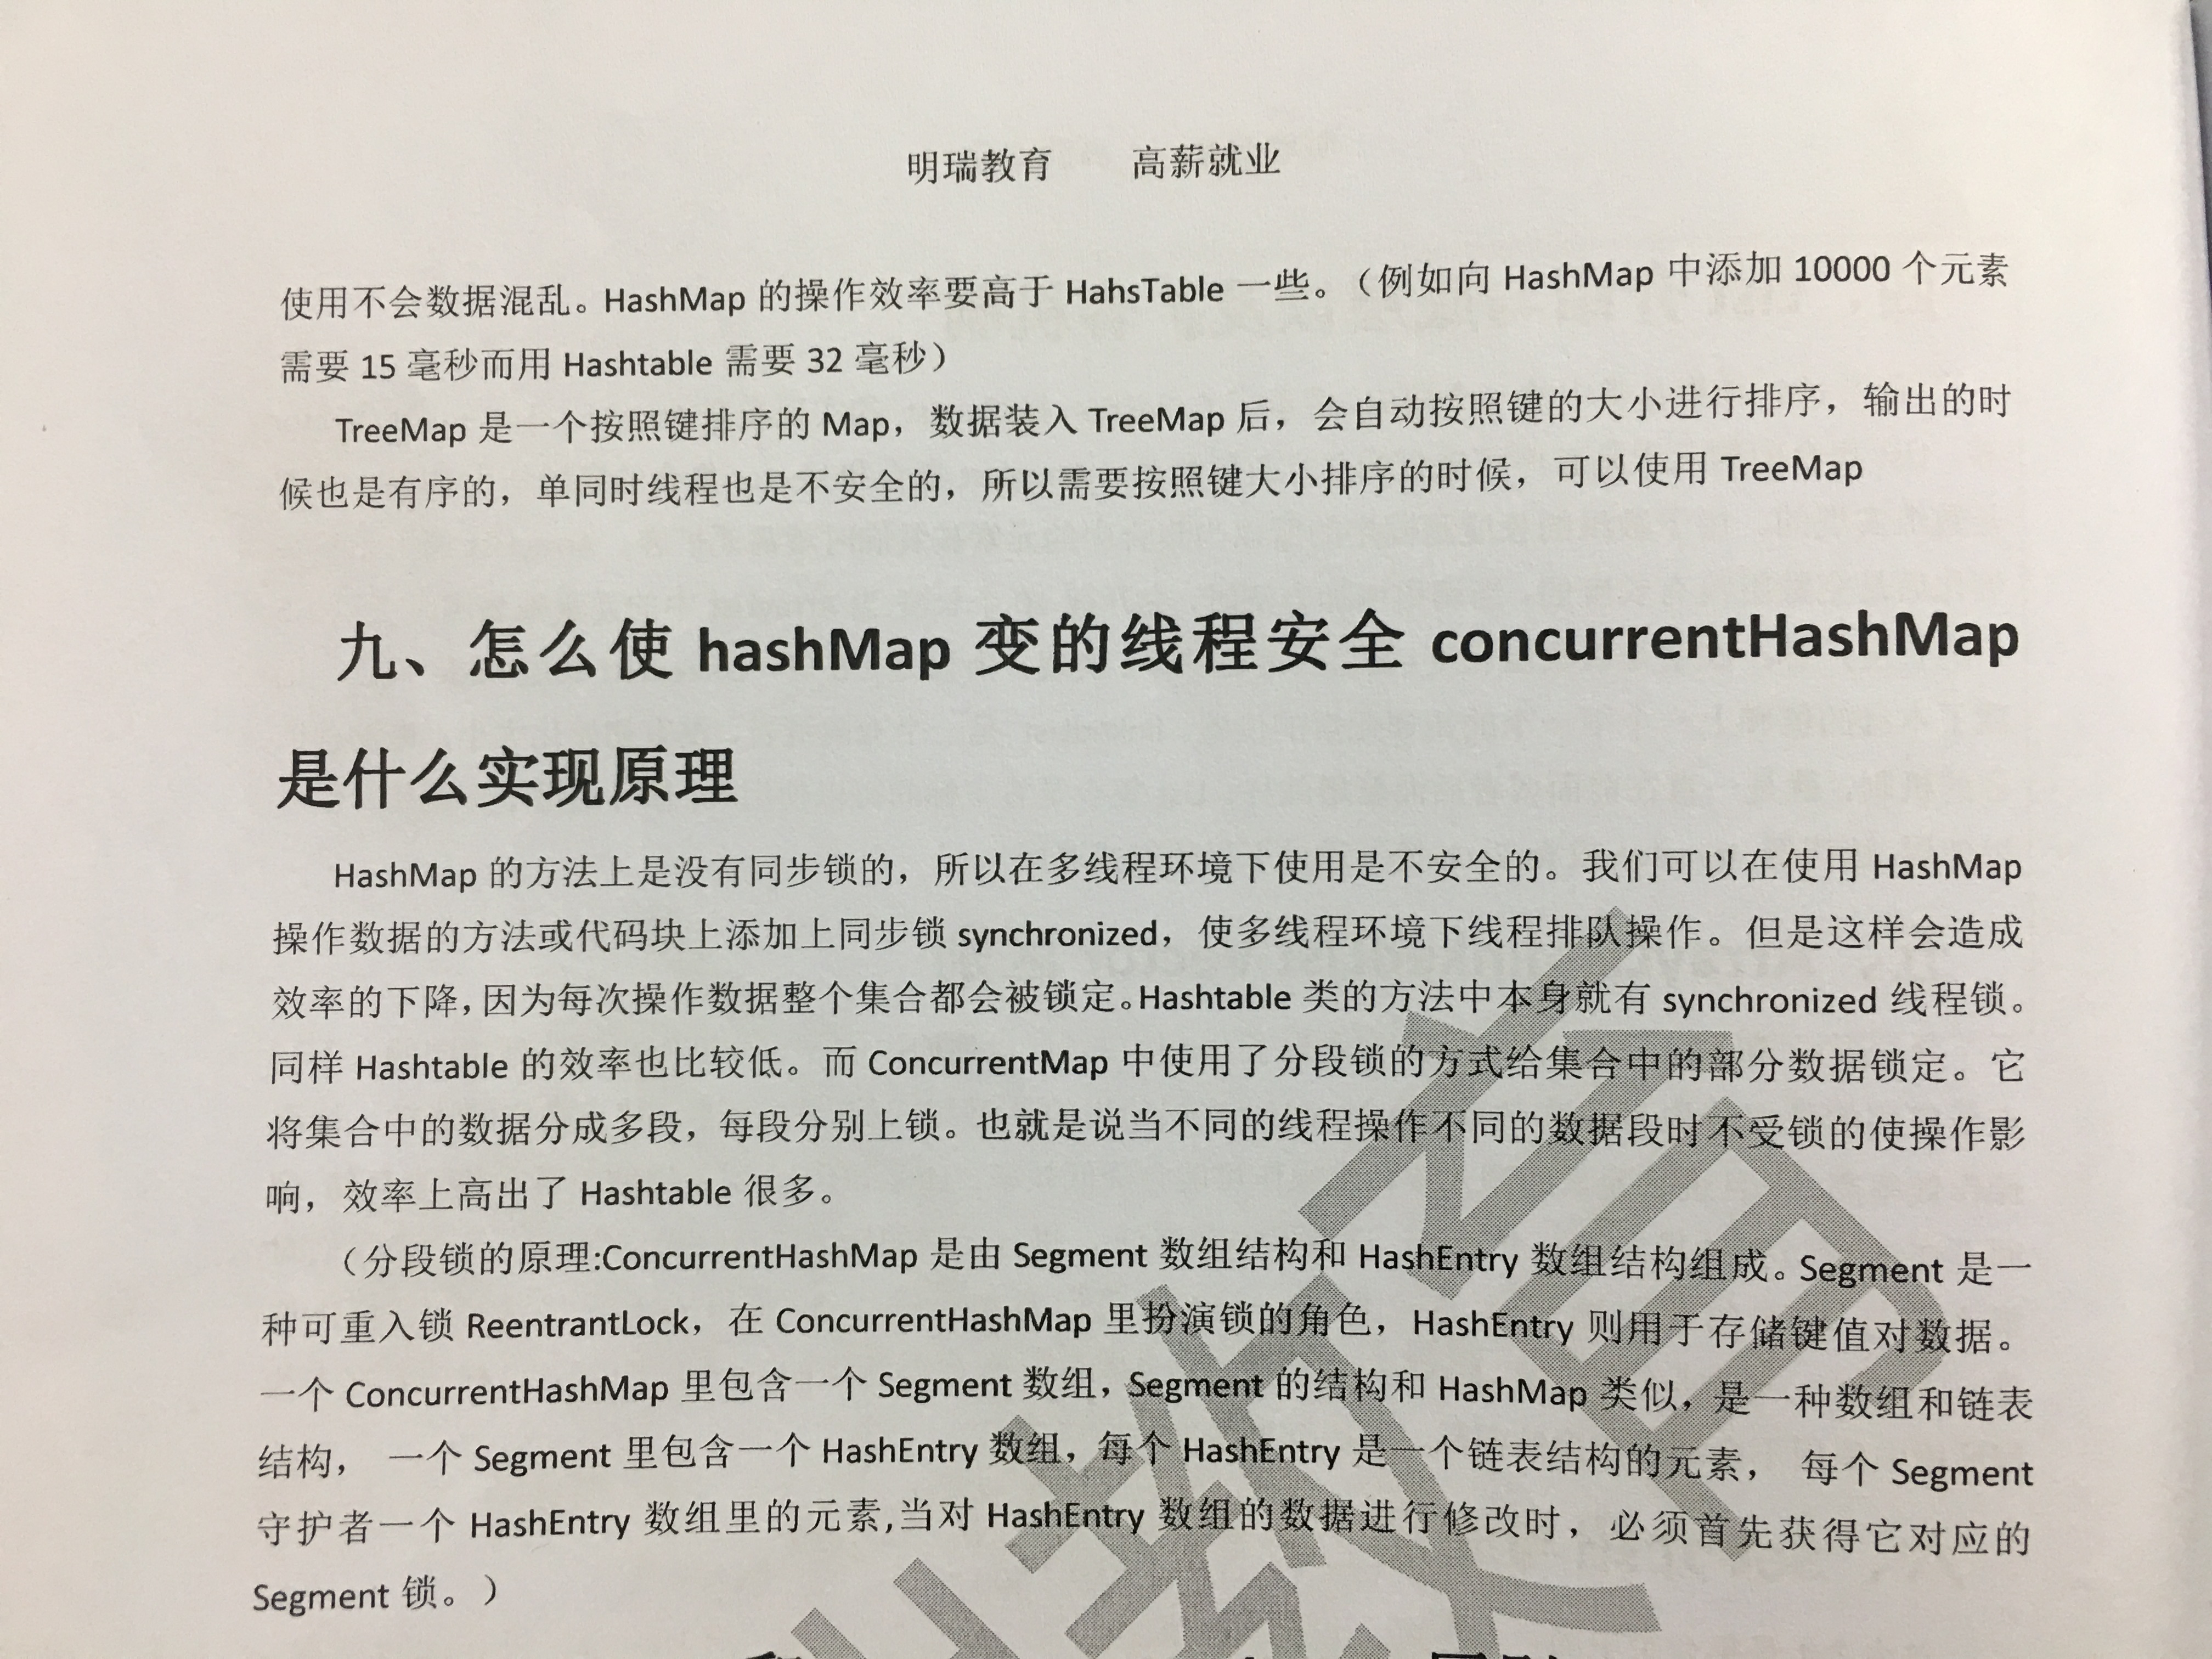 明瑞教育 高薪就业
使用不会数据混乱。HashMap 的操作效率要高于 HahsTable 一些。（例如向 HashMap 中添加 10000 个元素
需要 15 毫秒而用 Hashtable 需要 32 毫秒）
TreeMap 是一个按照键排序的 Map，数据装入 TreeMap 后，会自动按照键的大小进行排序，输出的时
候也是有序的，单同时线程也是不安全的，所以需要按照键大小排序的时候，可以使用 TreeMap
九、怎么使 hashMap 变的线程安全 concurrentHashMap
是什么实现原理
HashMap 的方法上是没有同步锁的，所以在多线程环境下使用是不安全的。我们可以在使用 HashMap
操作数据的方法或代码块上添加上同步锁 synchronized，使多线程环境下线程排队操作。但是这样会造成
效率的下降，因为每次操作数据整个集合都会被锁定。Hashtable 类的方法中本身就有 synchronized 线程锁。
同样 Hashtable 的效率也比较低。而 ConcurrentMap 中使用了分段锁的方式给集合中的部分数据锁定。它
将集合中的数据分成多段，每段分别上锁。也就是说当不同的线程操作不同的数据段时不受锁的使操作影
响，效率上高出了 Hashtable 很多。
（分段锁的原理:ConcurrentHashMap 是由 Segment 数组结构和 HashEntry 数组结构组成。Segment 是一
种可重入锁 ReentrantLock，在 ConcurrentHashMap 里扮演锁的角色，HashEntry 则用于存储键值对数据。
一个 ConcurrentHashMap 里包含一个 Segment 数组，Segment 的结构和 HashMap 类似，是一种数组和链表
结构， 一个 Segment 里包含一个 HashEntry 数组，每个 HashEntry 是一个链表结构的元素， 每个 Segment
守护者一个 HashEntry 数组里的元素,当对 HashEntry 数组的数据进行修改时，必须首先获得它对应的
Segment 锁。）
教育